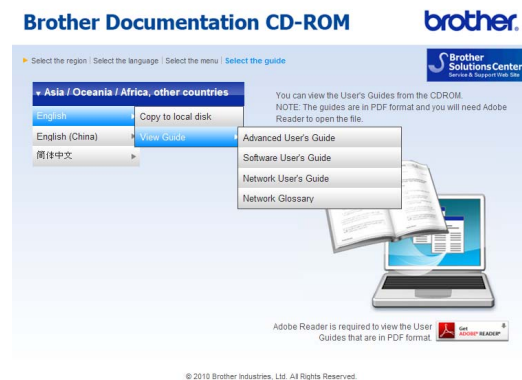 Brother Documentation CD-ROM
brother.
Select the region | Select the language | Select the menu | Select the guide
Brother
Solutions Center
Service & Support Web Site
Asia / Oceania / Africa, other countries
You can view the User's Guides from the CDROM.
NOTE: The guides are in PDF format and you will need Adobe
Reader to open the file.
English
Copy to local disk
English (China)
View Guide
Advanced User's Guide
简体中文
Software User's Guide
Network User's Guide
Network Glossary
Adobe Reader is required to view the User
Guides that are in PDF format.
Get
ADOBE® READER®
© 2010 Brother Industries, Ltd. All Rights Reserved.